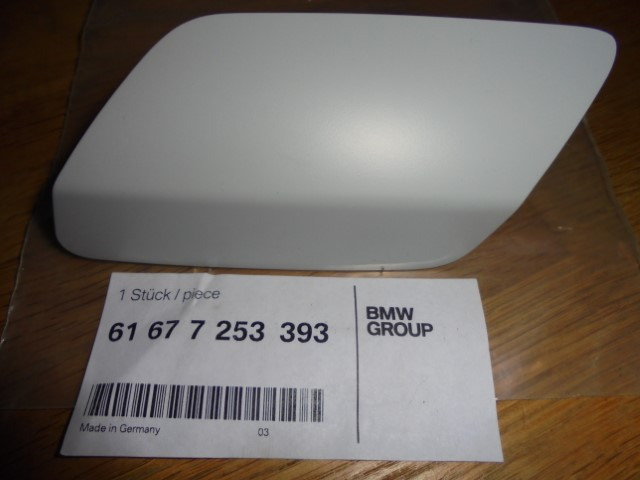 1 Stück / piece
61 67 7 253 393
BMW
GROUP
Made in Germany
03